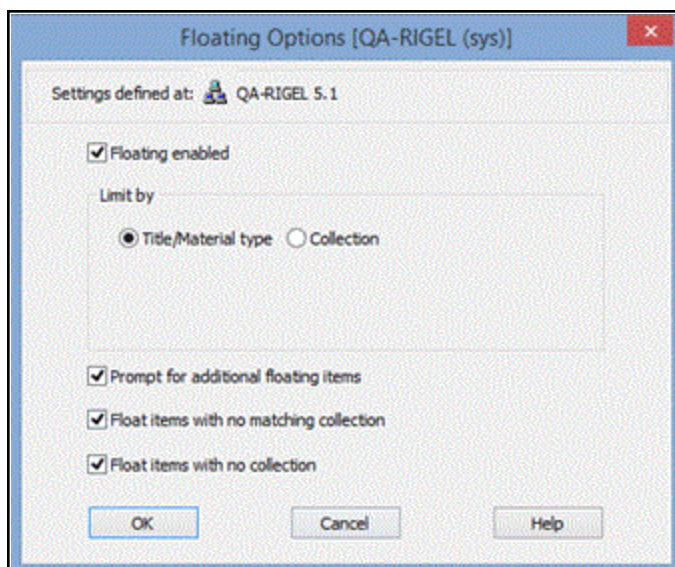 Floating Options [QA-RIGEL (sys)]
Settings defined at: QA-RIGEL 5.1
Floating enabled
Limit by
Title/Material type Collection
Prompt for additional floating items
Float items with no matching collection
Float items with no collection
OK Cancel Help